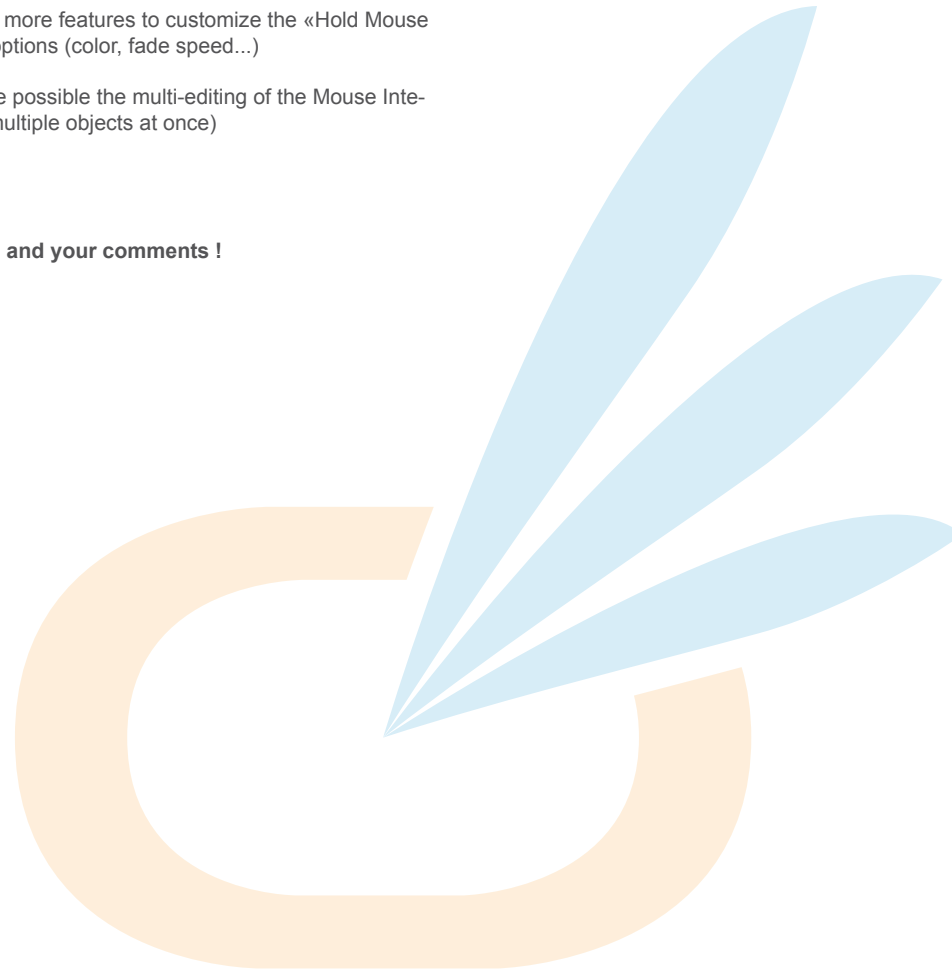 more features to customize the «Hold Mouse
options (color, fade speed...)
e possible the multi-editing of the Mouse Inte-
multiple objects at once)
and your comments !